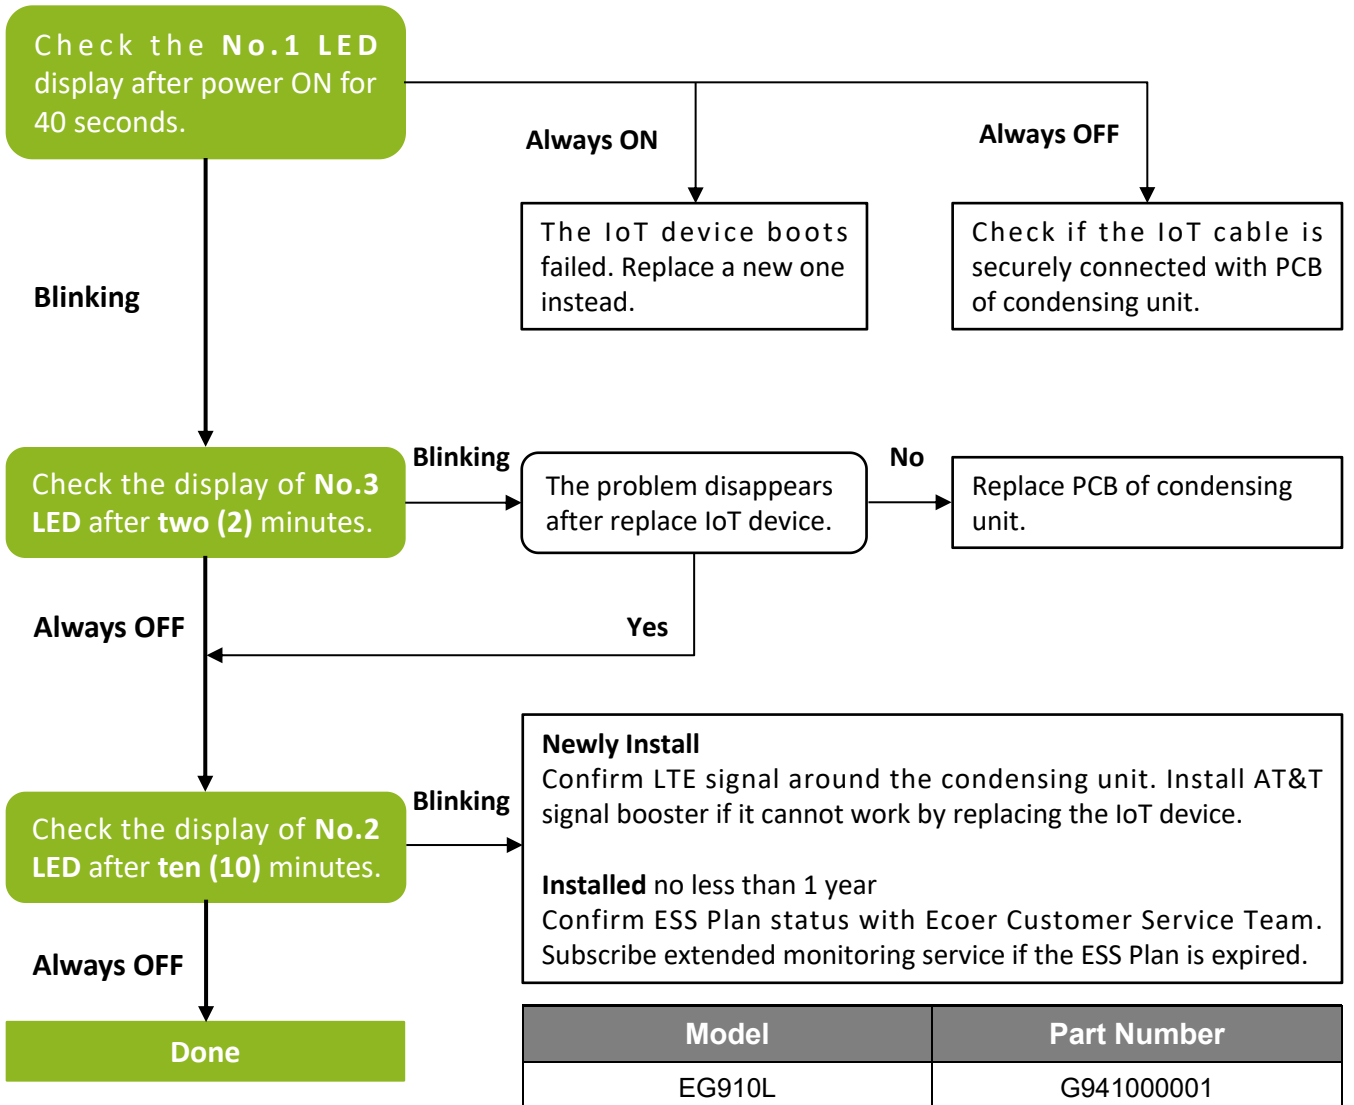 Check the No.1 LED
display after power ON for
40 seconds.
Always ON
Always OFF
The IoT device boots
failed. Replace a new one
instead.
Check if the IoT cable is
securely connected with PCB
of condensing unit.
Blinking
Check the display of No.3
LED after two (2) minutes.
Blinking
The problem disappears
after replace IoT device.
No
Replace PCB of condensing
unit.
Always OFF
Yes
Check the display of No.2
LED after ten (10) minutes.
Blinking
Newly Install
Confirm LTE signal around the condensing unit. Install AT&T
signal booster if it cannot work by replacing the IoT device.
Installed no less than 1 year
Confirm ESS Plan status with Ecoer Customer Service Team.
Subscribe extended monitoring service if the ESS Plan is expired.
Always OFF
Done
Model Part Number
EG910L G941000001